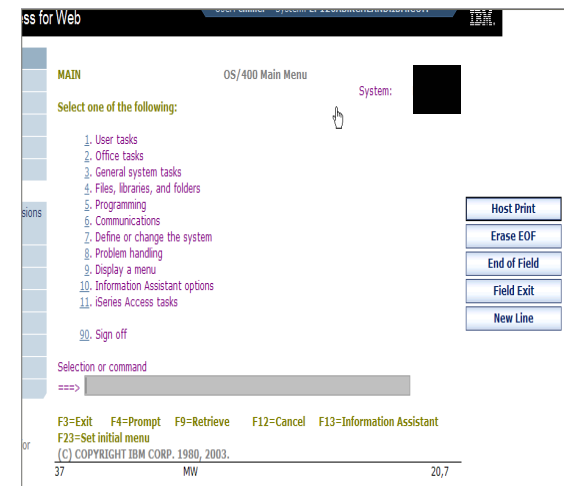 ss for Web
IBM.
MAIN OS/400 Main Menu
System:
Select one of the following:
1. User tasks
2. Office tasks
3. General system tasks
4. Files, libraries, and folders
sions
5. Programming
Host Print
6. Communications
7. Define or change the system
Erase EOF
8. Problem handling
9. Display a menu
End of Field
10. Information Assistant options
Field Exit
11. iSeries Access tasks
New Line
90. Sign off
Selection or command
===>
F3=Exit F4=Prompt F9=Retrieve F12=Cancel F13=Information Assistant
F23=Set initial menu
or
(C) COPYRIGHT IBM CORP. 1980, 2003.
37 MW 20,7